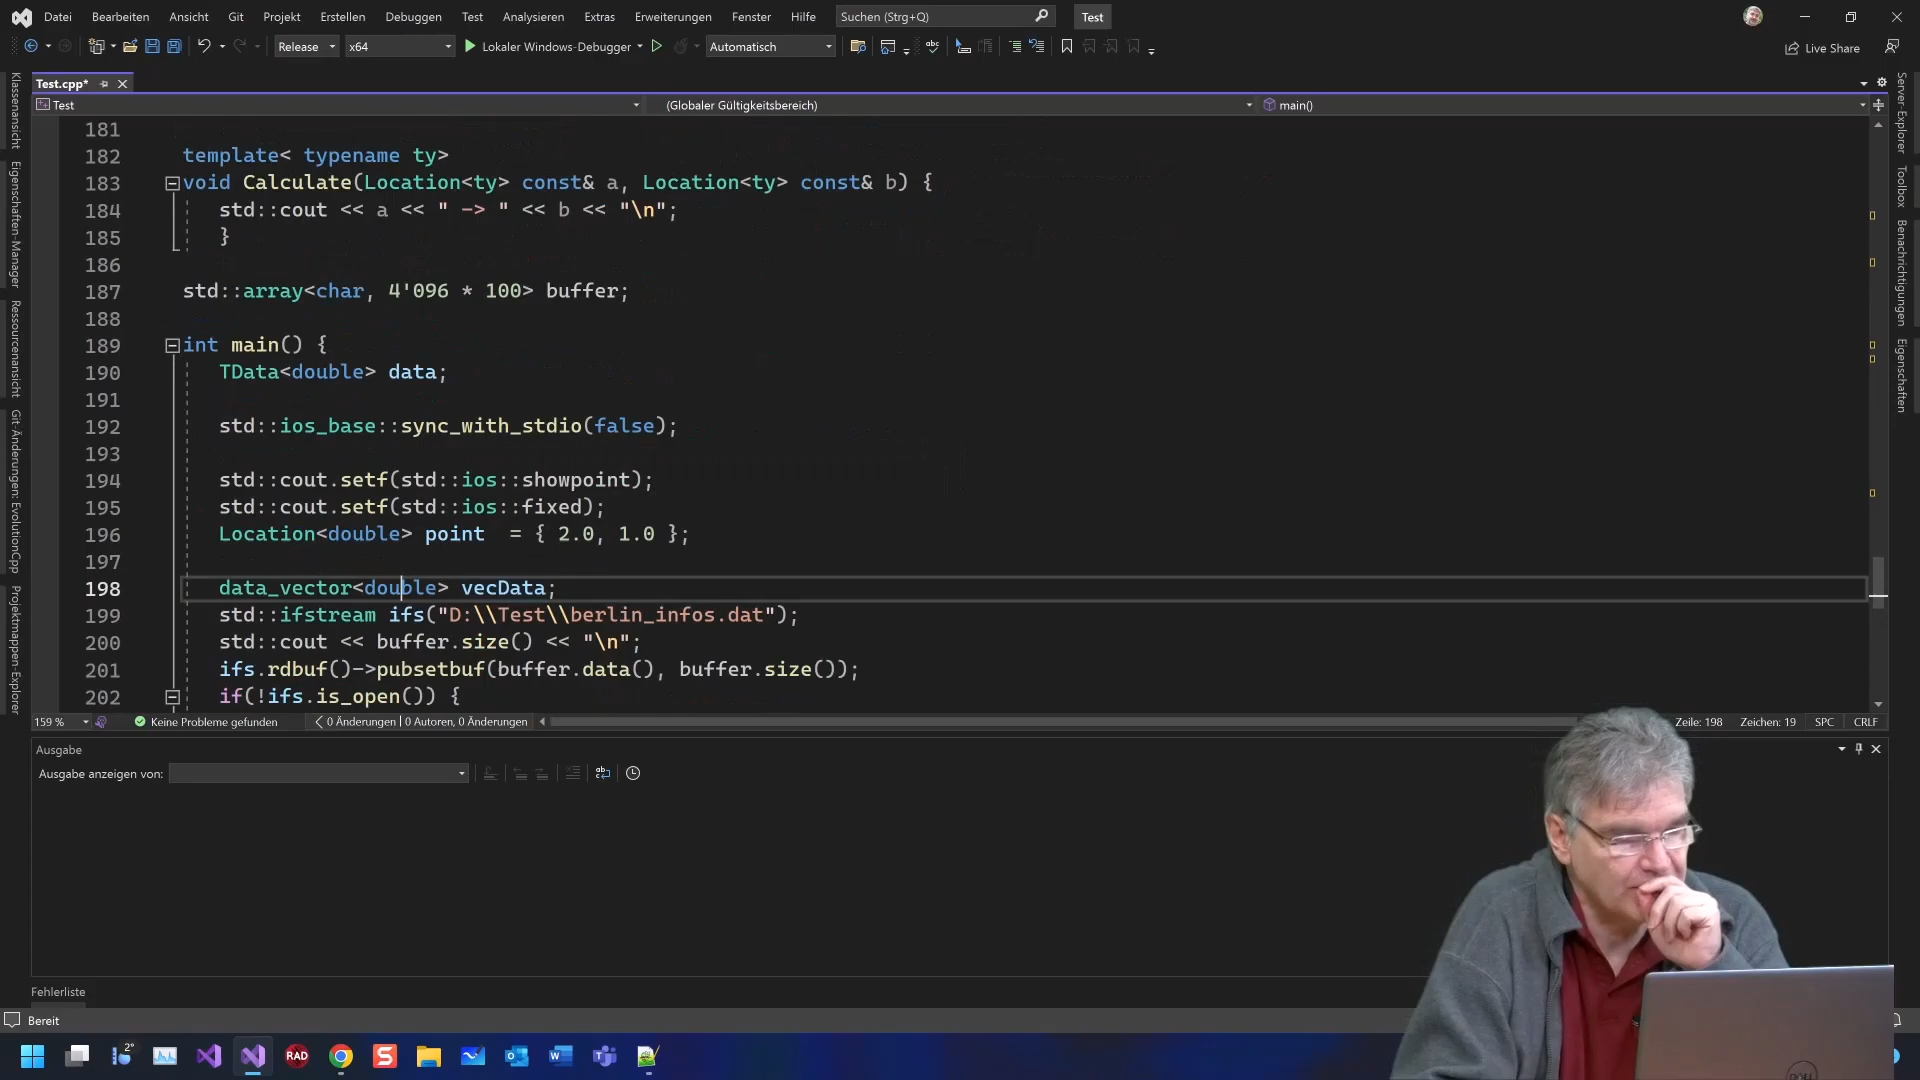 Datei Bearbeiten Ansicht Git Projekt Erstellen Debuggen Test Analysieren Extras Erweiterungen Fenster Hilfe Suchen (Strg+Q) Test
Release x64 Lokaler Windows-Debugger Automatisch Live Share
Test.cpp*
Test (Globaler Gültigkeitsbereich) main()
181
182 template< typename ty>
183 void Calculate(Location<ty> const& a, Location<ty> const& b) {
184 std::cout << a << " -> " << b << "\n";
185 }
186
187 std::array<char, 4'096 * 100> buffer;
188
189 int main() {
190 TData<double> data;
191
192 std::ios_base::sync_with_stdio(false);
193
194 std::cout.setf(std::ios::showpoint);
195 std::cout.setf(std::ios::fixed);
196 Location<double> point  = { 2.0, 1.0 };
197
198 data_vector<double> vecData;
199 std::ifstream ifs("D:\\Test\\berlin_infos.dat");
200 std::cout << buffer.size() << "\n";
201 ifs.rdbuf()->pubsetbuf(buffer.data(), buffer.size());
202 if(!ifs.is_open()) {
159 % Keine Probleme gefunden 0 Änderungen | 0 Autoren, 0 Änderungen Zeile: 198 Zeichen: 19 SPC CRLF
Ausgabe
Ausgabe anzeigen von:
Fehlerliste
Bereit
Klassenansicht
Eigenschaften-Manager
Ressourcenansicht
Git-Änderungen: EvolutionCpp
Projektmappen-Explorer
Server-Explorer
Toolbox
Benachrichtigungen
Eigenschaften
2°
RAD
DELL